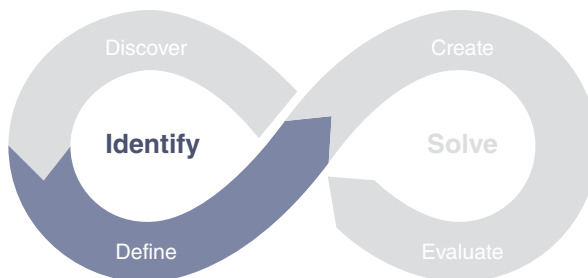 Discover
Create
Identify
Solve
Define
Evaluate